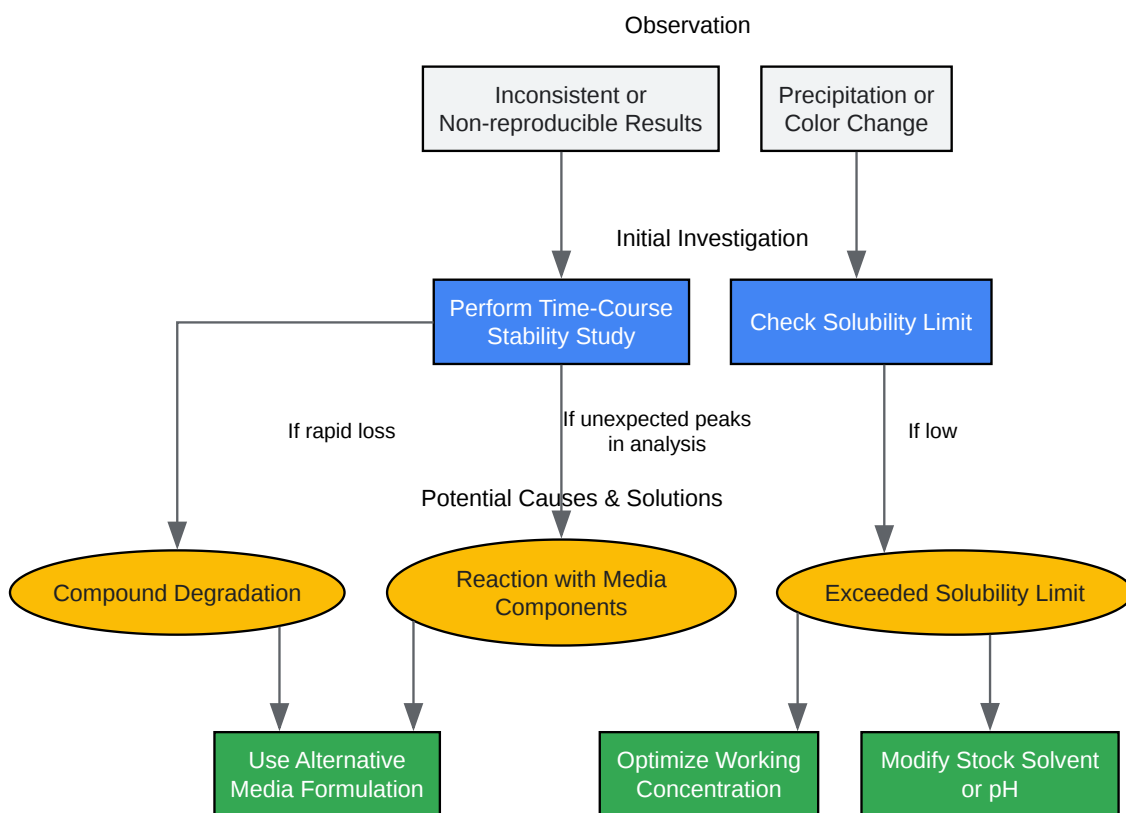 Observation
Inconsistent or
Non-reproducible Results
Precipitation or
Color Change
Initial Investigation
Perform Time-Course
Stability Study
Check Solubility Limit
If rapid loss
If unexpected peaks
in analysis
If low
Potential Causes & Solutions
Compound Degradation
Reaction with Media
Components
Exceeded Solubility Limit
Use Alternative
Media Formulation
Optimize Working
Concentration
Modify Stock Solvent
or pH